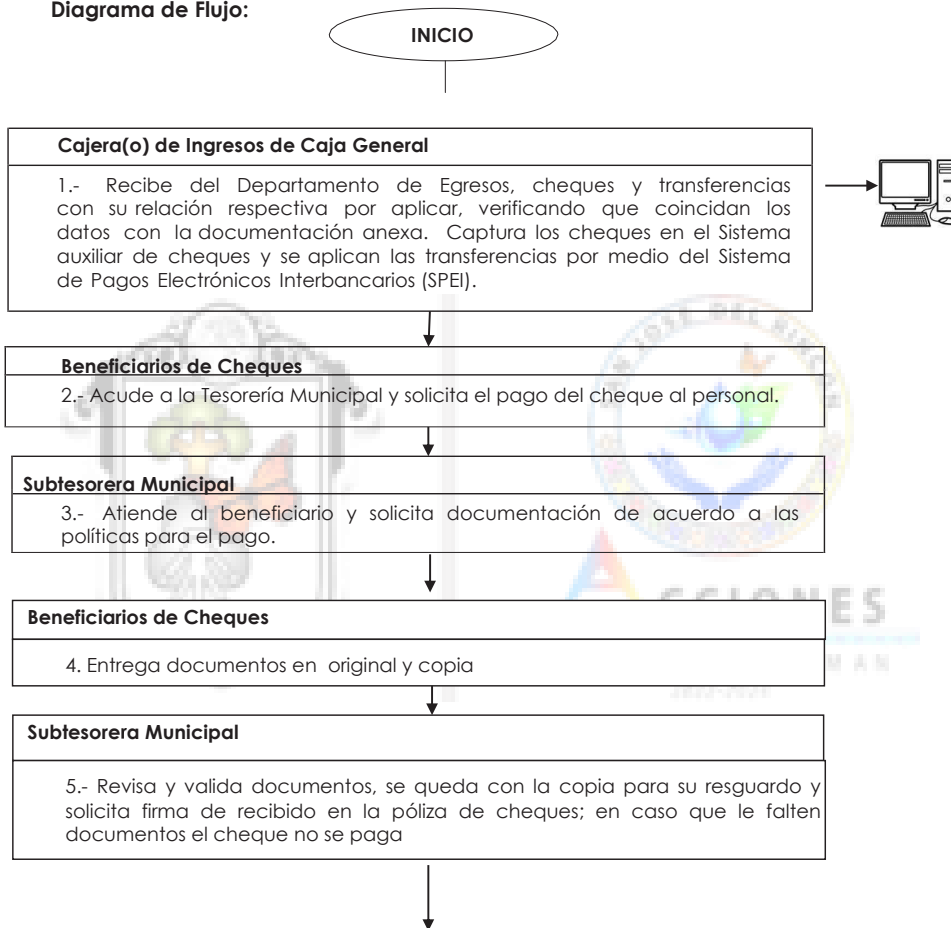 Diagrama de Flujo:
INICIO
Cajera(o) de Ingresos de Caja General
1.- Recibe del Departamento de Egresos, cheques y transferencias
con su relación respectiva por aplicar, verificando que coincidan los
datos con la documentación anexa. Captura los cheques en el Sistema
auxiliar de cheques y se aplican las transferencias por medio del Sistema
de Pagos Electrónicos Interbancarios (SPEI).
SAN JOSE DEL RINCON
Beneficiarios de Cheques
2.- Acude a la Tesorería Municipal y solicita el pago del cheque al personal.
Subtesorera Municipal
3.- Atiende al beneficiario y solicita documentación de acuerdo a las
políticas para el pago.
Beneficiarios de Cheques
4. Entrega documentos en original y copia
Subtesorera Municipal
5.- Revisa y valida documentos, se queda con la copia para su resguardo y
solicita firma de recibido en la póliza de cheques; en caso que le falten
documentos el cheque no se paga